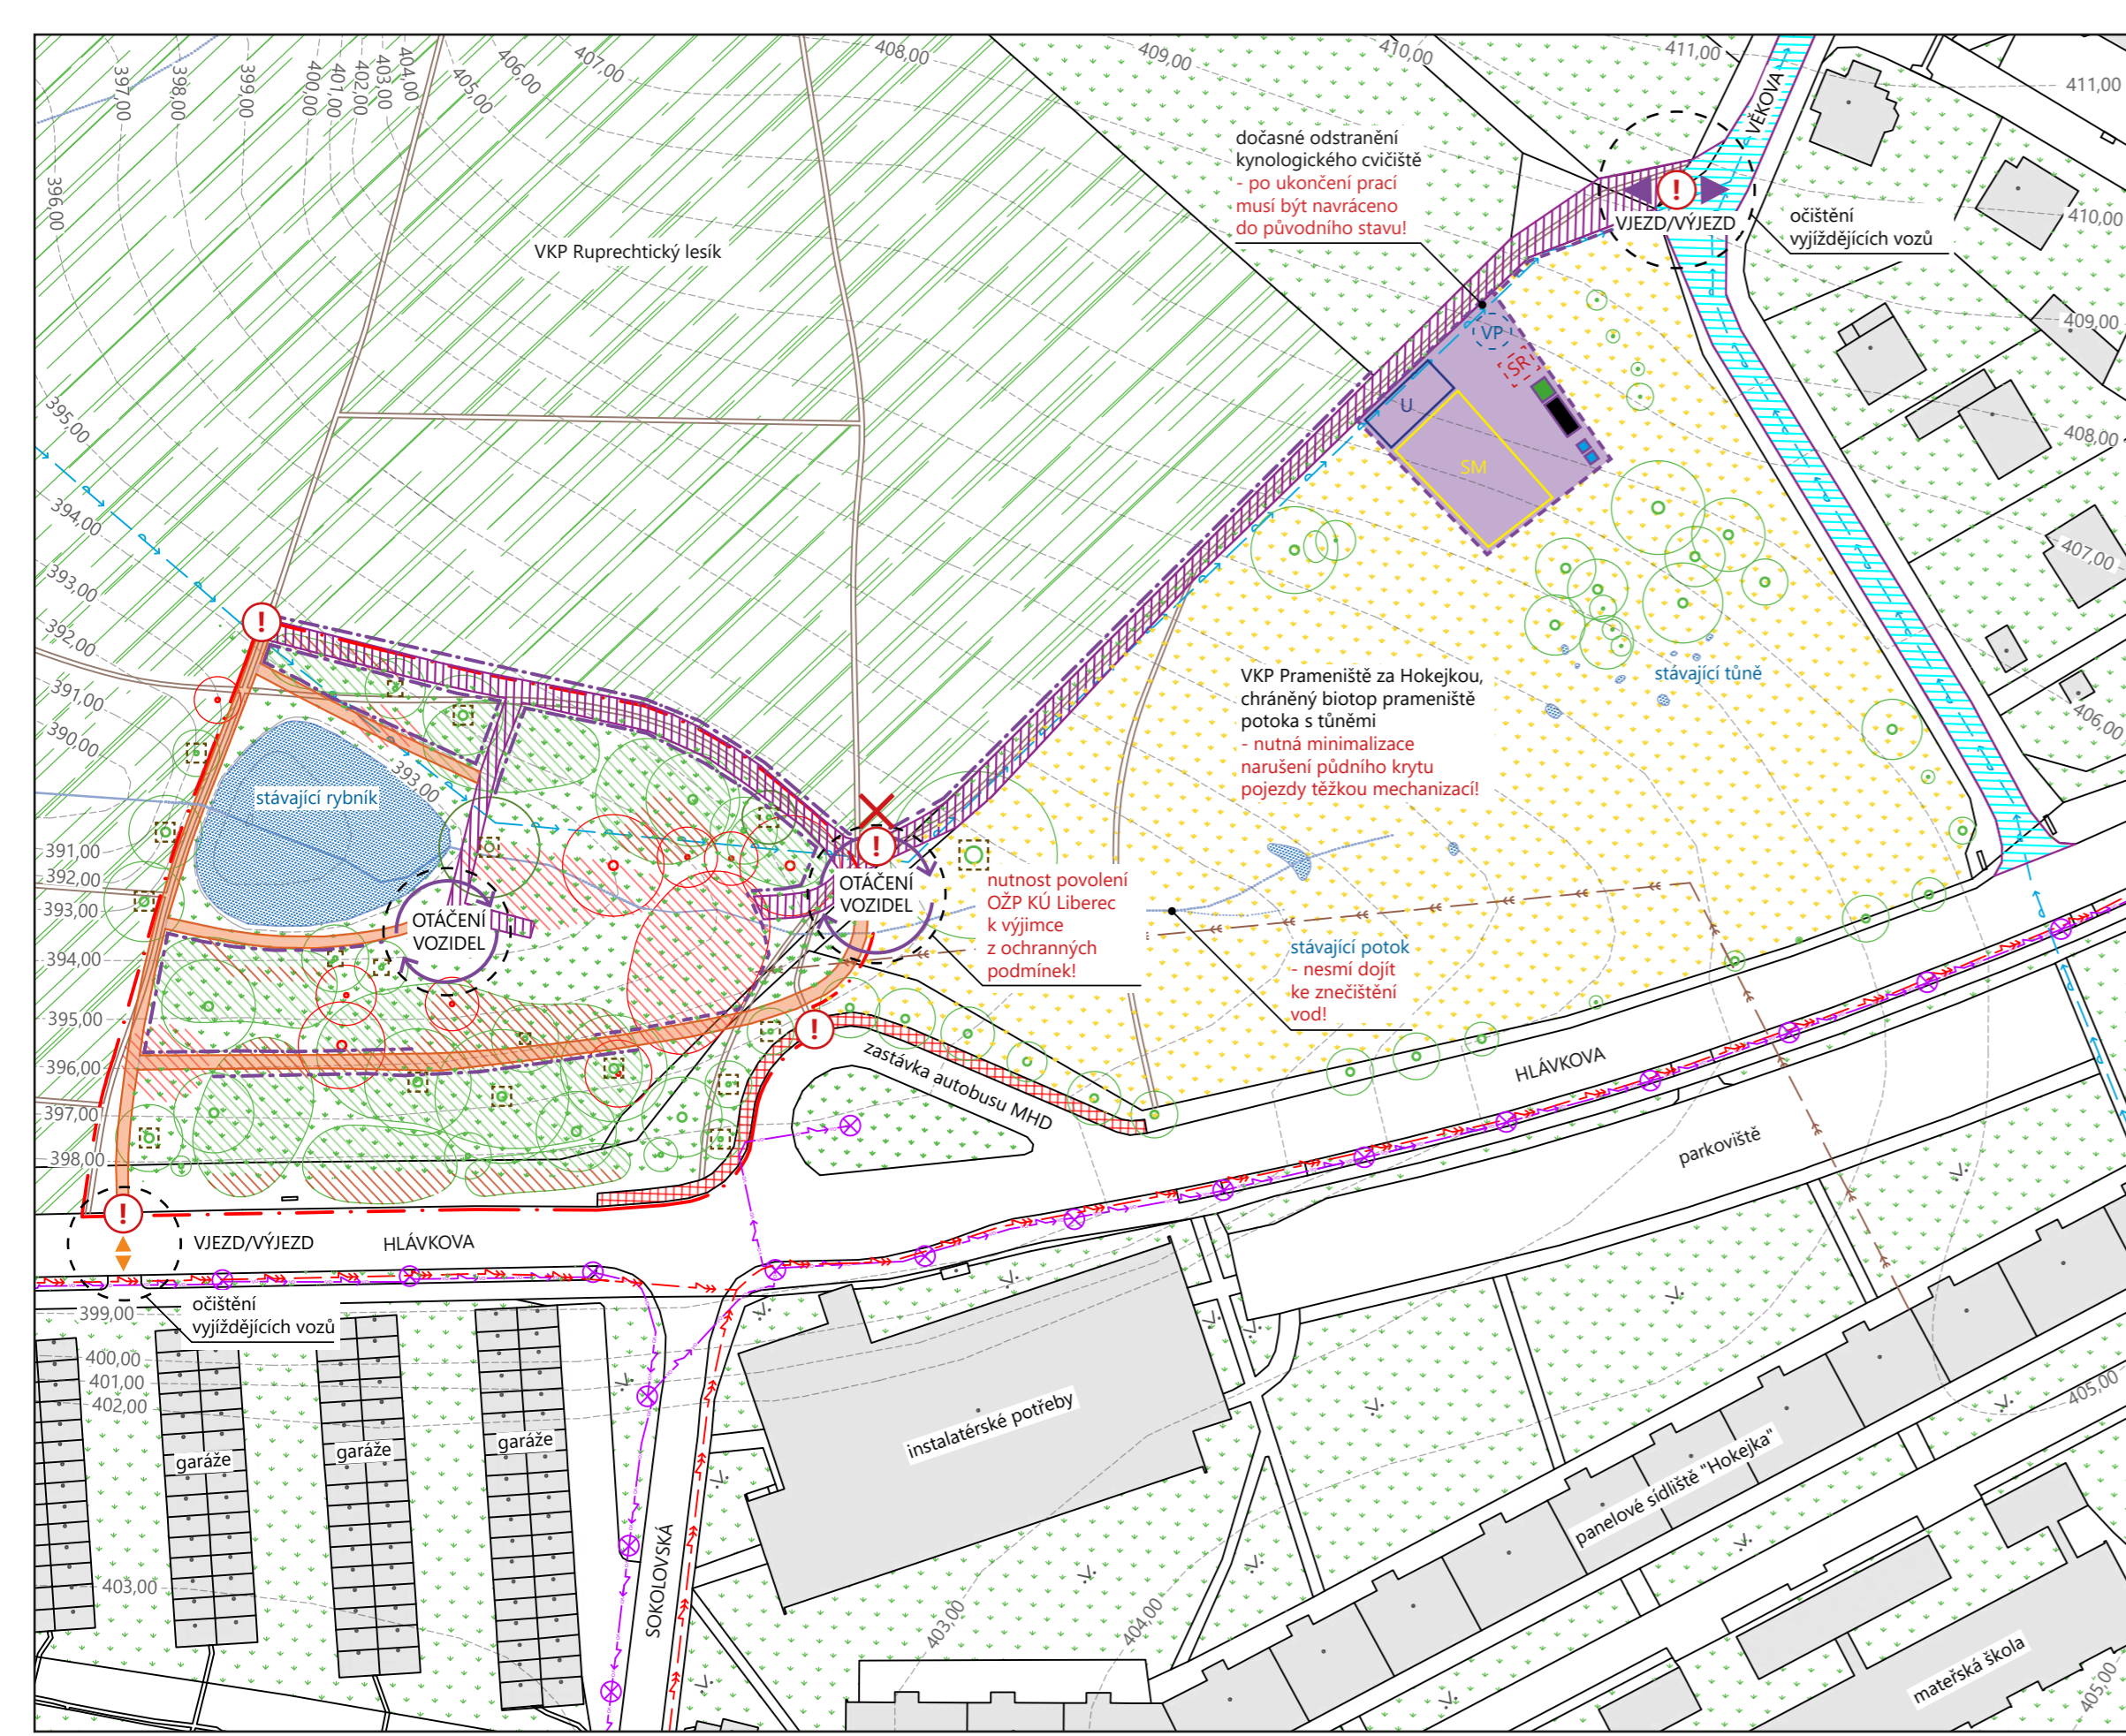 397,00
398,00
399,00
400,00
401,00
402,00
403,00
404,00
405,00
406,00
407,00
408,00
409,00
410,00
411,00
411,00
VĚKOVA
dočasné odstranění
kynologického cvičiště
- po ukončení prací
musí být navráceno
do původního stavu!
396,00
VKP Ruprechtický lesík
VJEZD/VÝJEZD
očištění
vyjíždějících vozů
410,00
409,00
VP
SR
U
SM
408,00
395,00
394,00
407,00
393,00
392,00
391,00
390,00
VKP Prameniště za Hokejkou,
chráněný biotop prameniště
potoka s tůněmi
- nutná minimalizace
narušení půdního krytu
pojezdy těžkou mechanizací!
stávající tůně
406,00
stávající rybník
393,00
391,00
392,00
393,00
394,00
395,00
396,00
397,00
398,00
OTÁČENÍ
VOZIDEL
OTÁČENÍ
VOZIDEL
nutnost povolení
OŽP KÚ Liberec
k výjimce
z ochranných
podmínek!
stávající potok
- nesmí dojít
ke znečištění
vod!
zastávka autobusu MHD
HLÁVKOVA
parkoviště
VJEZD/VÝJEZD
HLÁVKOVA
očištění
vyjíždějících vozů
399,00
400,00
401,00
402,00
403,00
garáže
garáže
garáže
instalatérské potřeby
SOKOLOVSKÁ
panelové sídliště "Hokejka"
405,00
403,00
404,00
mateřská škola
405,00